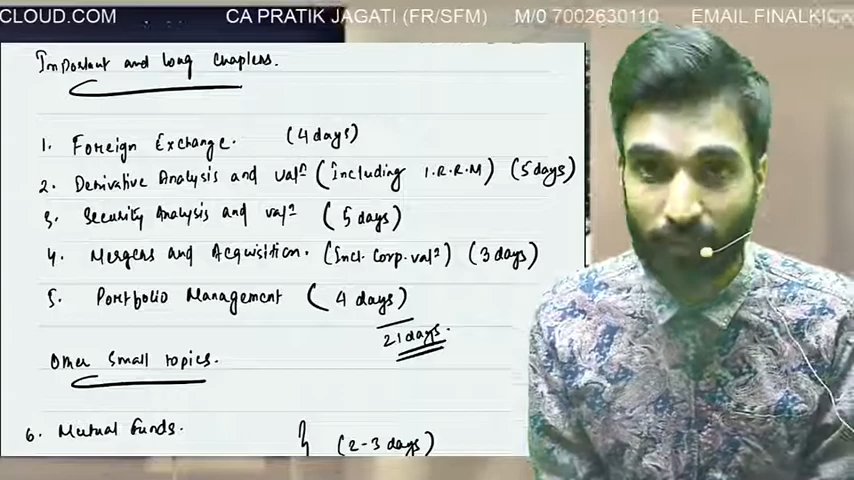 CLOUD.COM CA PRATIK JAGATI (FR/SFM) M/0 7002630110 EMAIL FINALKICA
Important and long chapters.
1. Foreign Exchange. (4 days)
2. Derivative Analysis and valⁿ (Including I.R.R.M) (5 days)
3. Security Analysis and valⁿ (5 days)
4. Mergers and Acquisition. (Incl. Corp. valⁿ) (3 days)
5. Portfolio Management (4 days)
21 days.
Other small topics.
6. Mutual Funds. (2-3 days)